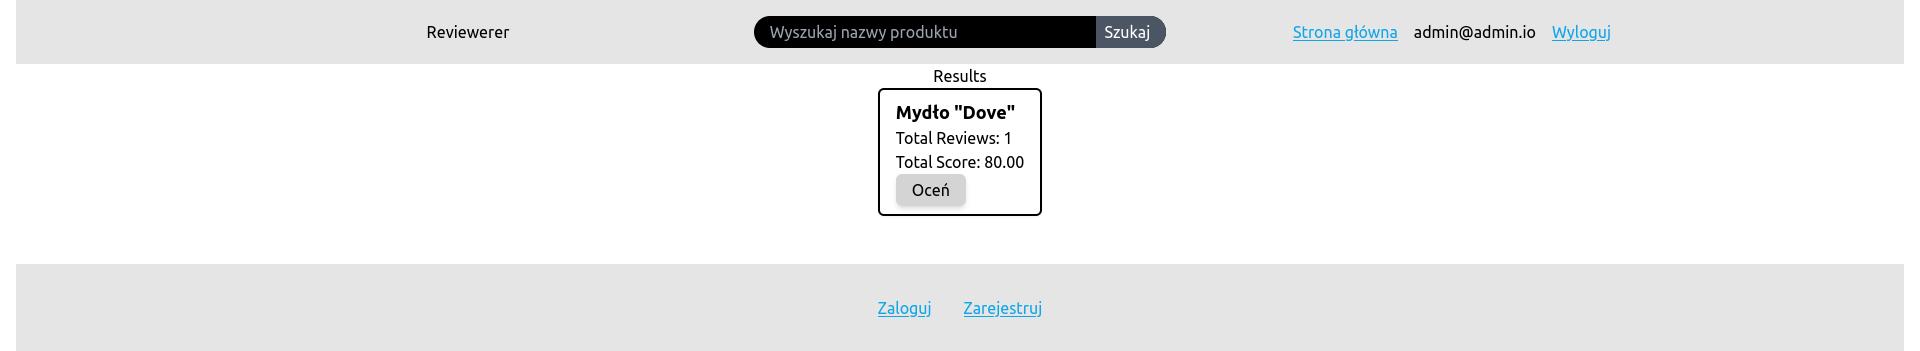 Reviewerer
Wyszukaj nazwy produktu
Szukaj
Strona główna
admin@admin.io
Wyloguj
Results
Mydło "Dove"
Total Reviews: 1
Total Score: 80.00
Oceń
Zaloguj
Zarejestruj